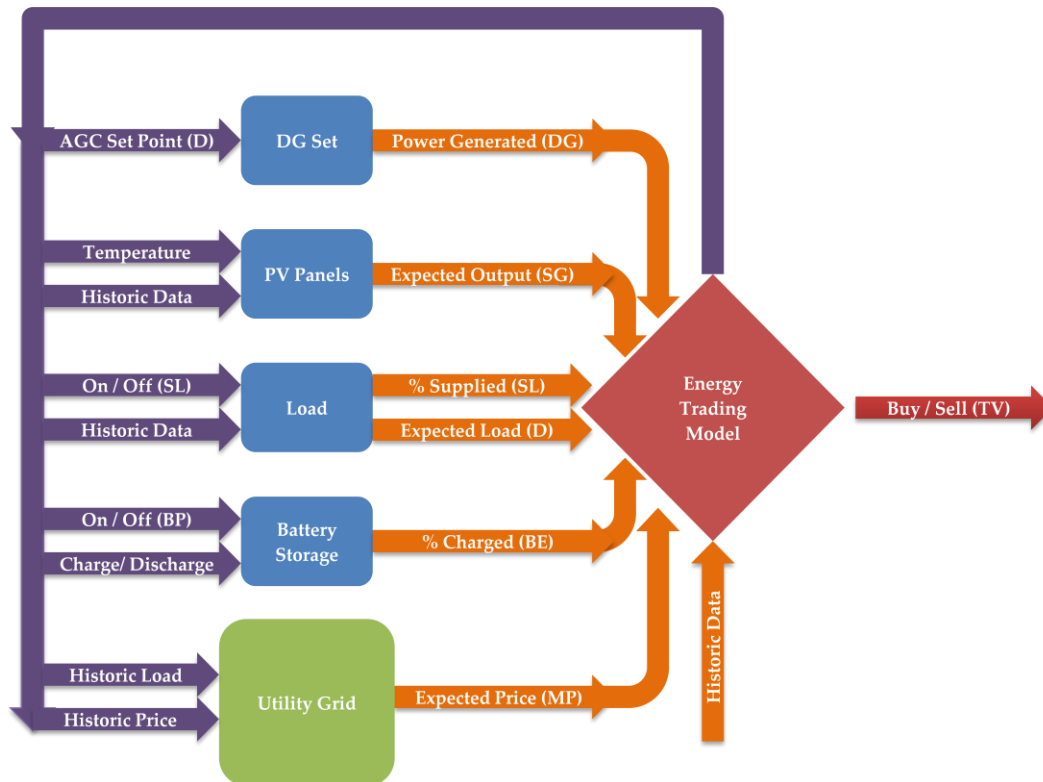 AGC Set Point (D)
DG Set
Power Generated (DG)
Temperature
Historic Data
PV Panels
Expected Output (SG)
On / Off (SL)
Historic Data
Load
% Supplied (SL)
Expected Load (D)
Energy
Trading
Model
Buy / Sell (TV)
On / Off (BP)
Charge/ Discharge
Battery
Storage
% Charged (BE)
Historic Load
Historic Price
Utility Grid
Expected Price (MP)
Historic Data